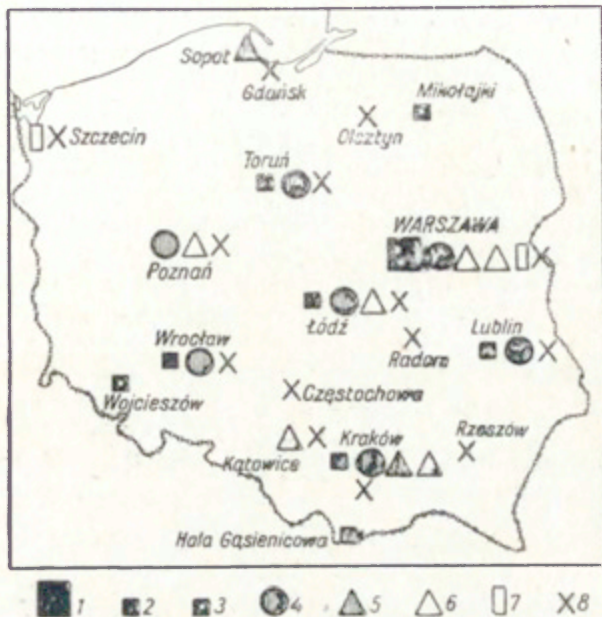 Sopot
Gdańsk
Mikołajki
Szczecin
Olsztyn
Toruń
WARSZAWA
Poznań
Łódź
Wrocław
Radom
Lublin
Wojcieszów
Częstochowa
Kraków
Rzeszów
Katowice
Hala Gąsienicowa
1 2 3 4 5 6 7 8